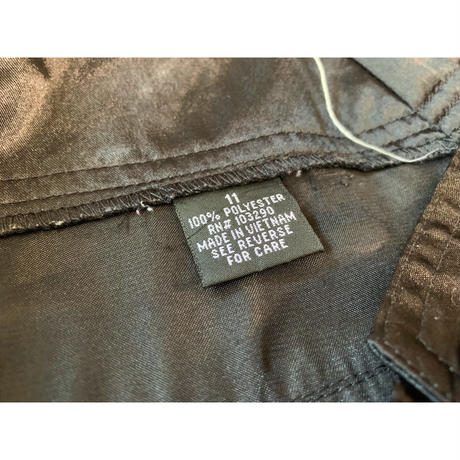 11
100% POLYESTER
RN# 103290
MADE IN VIETNAM
SEE REVERSE
FOR CARE